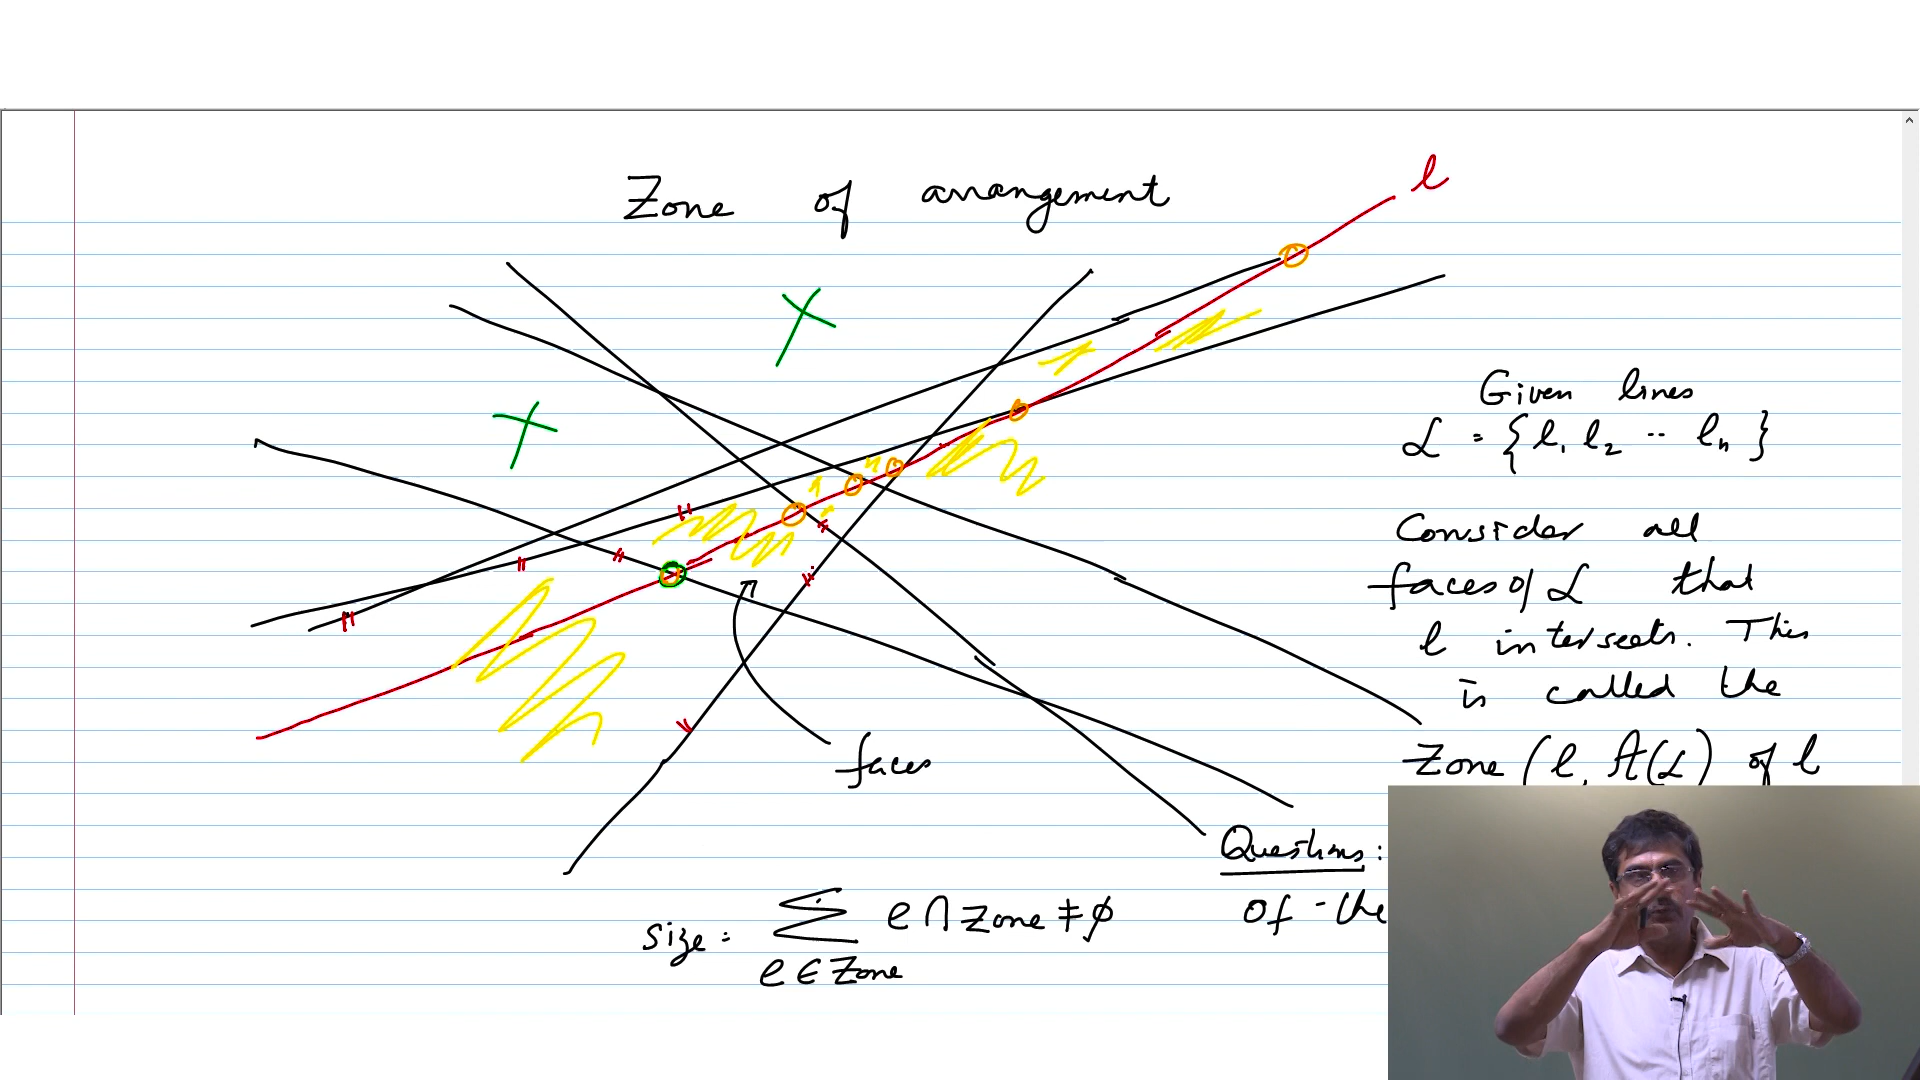 Zone of arrangement
l
Given lines
L = { l1 l2 -- ln }
Consider all
faces of L that
l intersects. This
is called the
Zone (l, A(L) of l
faces
Questions:
of the
size = ∑ e ∩ Zone ≠ φ
e ∈ Zone